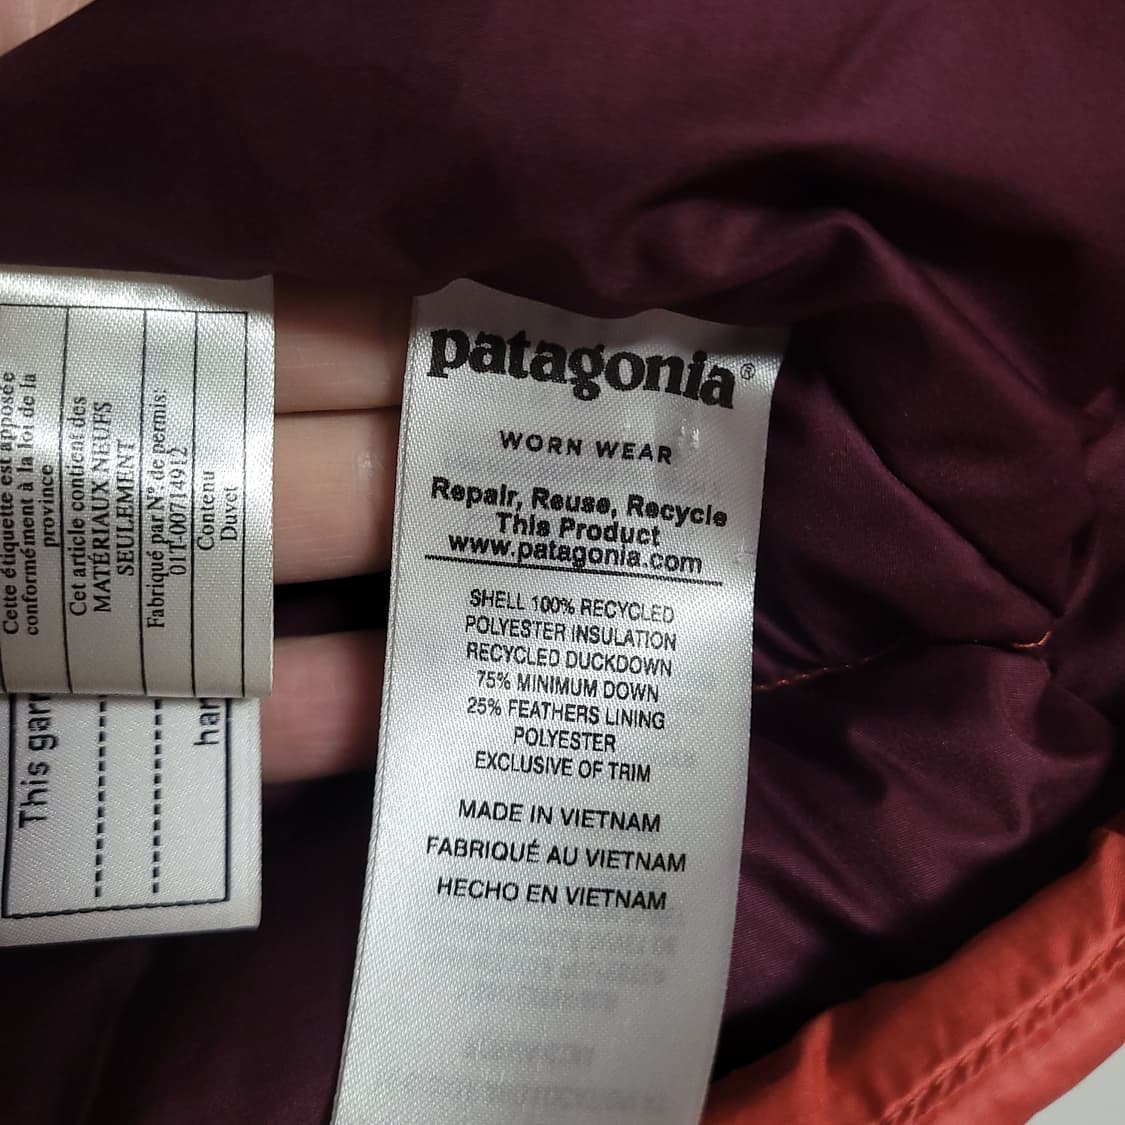 Cette étiquette est apposée
conformément à la loi de la
province
Cet article contient des
MATÉRIAUX NEUFS
SEULEMENT
Fabriqué par Nº de permis:
01T-00714912
Contenu
Duvet
This
patagonia®
WORN WEAR
Repair, Reuse, Recycle
This Product
www.patagonia.com
SHELL 100% RECYCLED
POLYESTER INSULATION
RECYCLED DUCKDOWN
75% MINIMUM DOWN
25% FEATHERS LINING
POLYESTER
EXCLUSIVE OF TRIM
MADE IN VIETNAM
FABRIQUÉ AU VIETNAM
HECHO EN VIETNAM